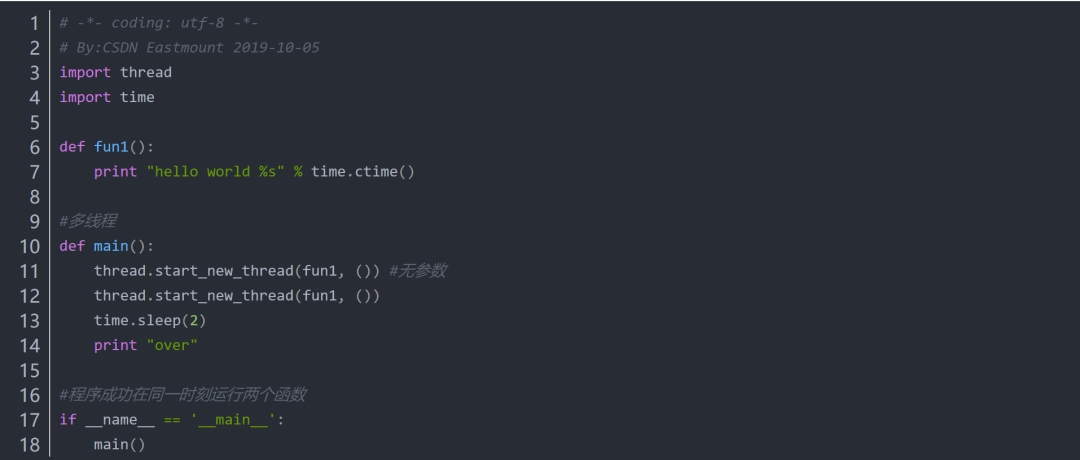 1 # -*- coding: utf-8 -*-
2 # By:CSDN Eastmount 2019-10-05
3 import thread
4 import time
5
6 def fun1():
7     print "hello world %s" % time.ctime()
8
9 #多线程
10 def main():
11     thread.start_new_thread(fun1, ()) #无参数
12     thread.start_new_thread(fun1, ())
13     time.sleep(2)
14     print "over"
15
16 #程序成功在同一时刻运行两个函数
17 if __name__ == '__main__':
18     main()